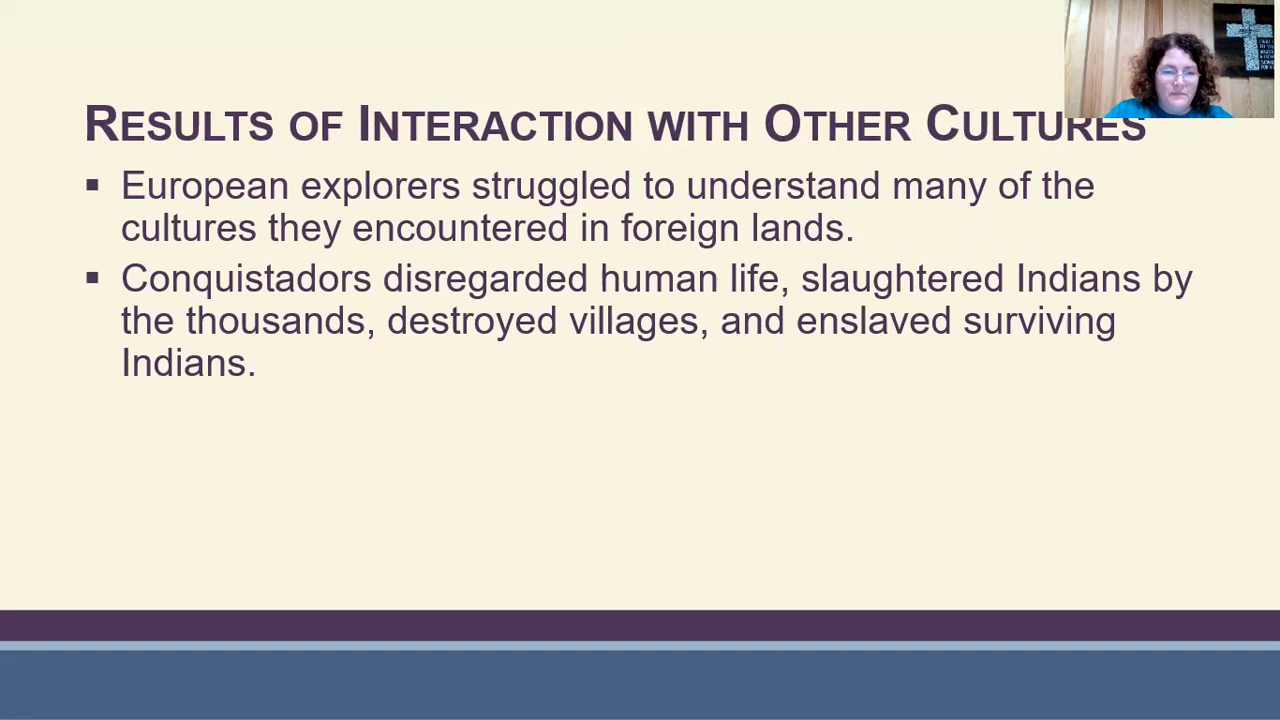 RESULTS OF INTERACTION WITH OTHER CULTURES
▪ European explorers struggled to understand many of the
cultures they encountered in foreign lands.
▪ Conquistadors disregarded human life, slaughtered Indians by
the thousands, destroyed villages, and enslaved surviving
Indians.